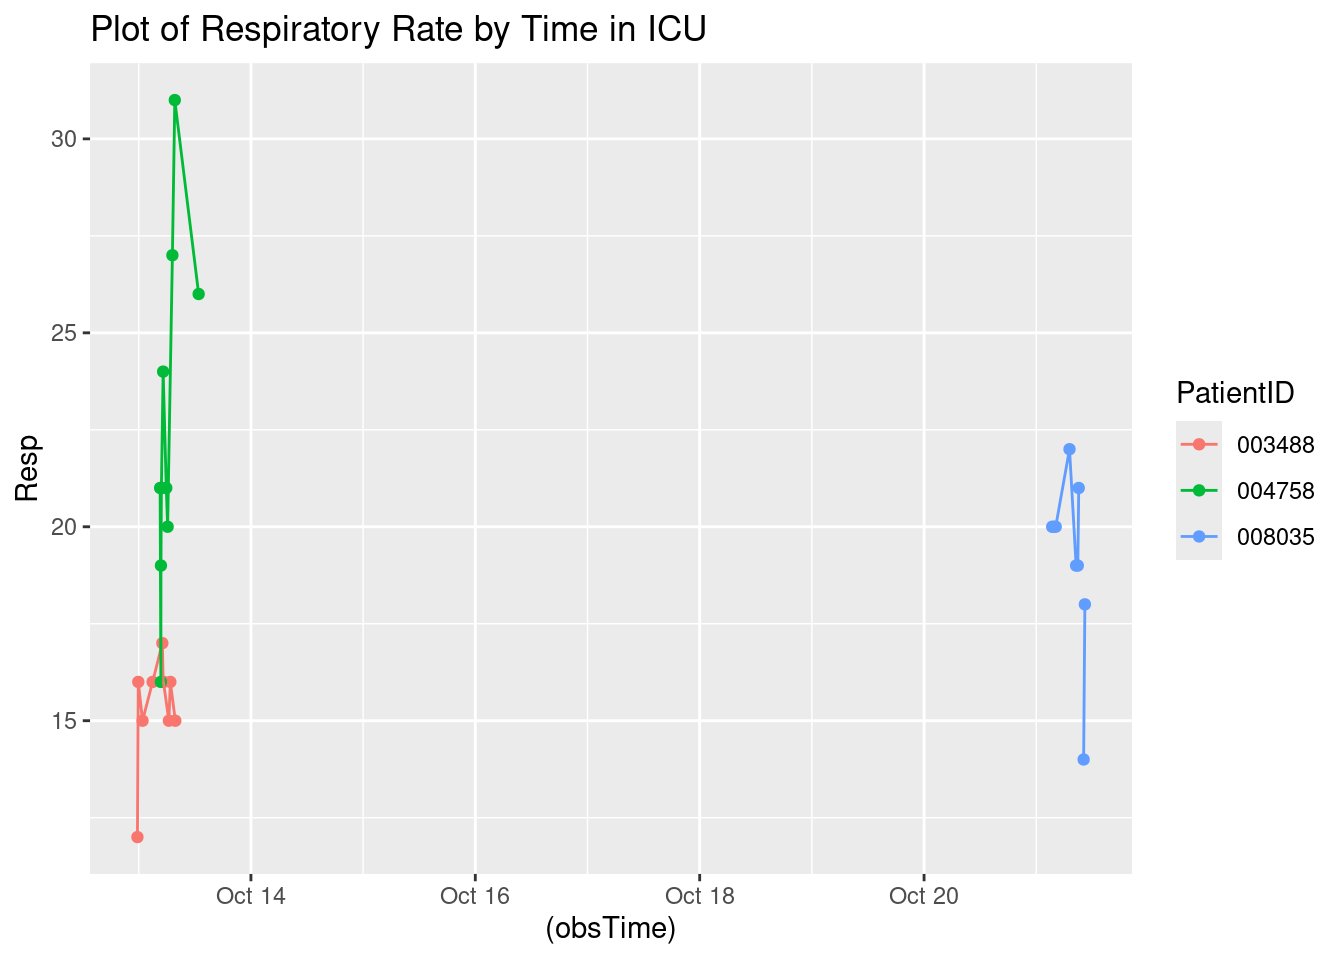 Plot of Respiratory Rate by Time in ICU
30
25
20
15
Resp
Oct 14
Oct 16
Oct 18
Oct 20
(obsTime)
PatientID
003488
004758
008035